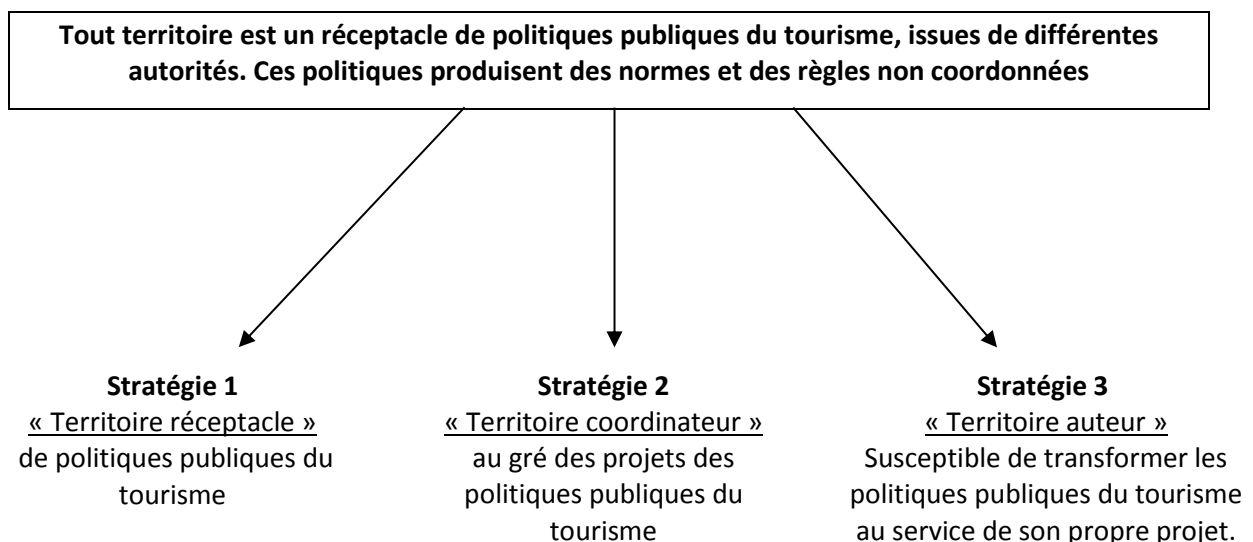 Tout territoire est un réceptacle de politiques publiques du tourisme, issues de différentes
autorités. Ces politiques produisent des normes et des règles non coordonnées
Stratégie 1
« Territoire réceptacle »
de politiques publiques du
tourisme
Stratégie 2
« Territoire coordinateur »
au gré des projets des
politiques publiques du
tourisme
Stratégie 3
« Territoire auteur »
Susceptible de transformer les
politiques publiques du tourisme
au service de son propre projet.